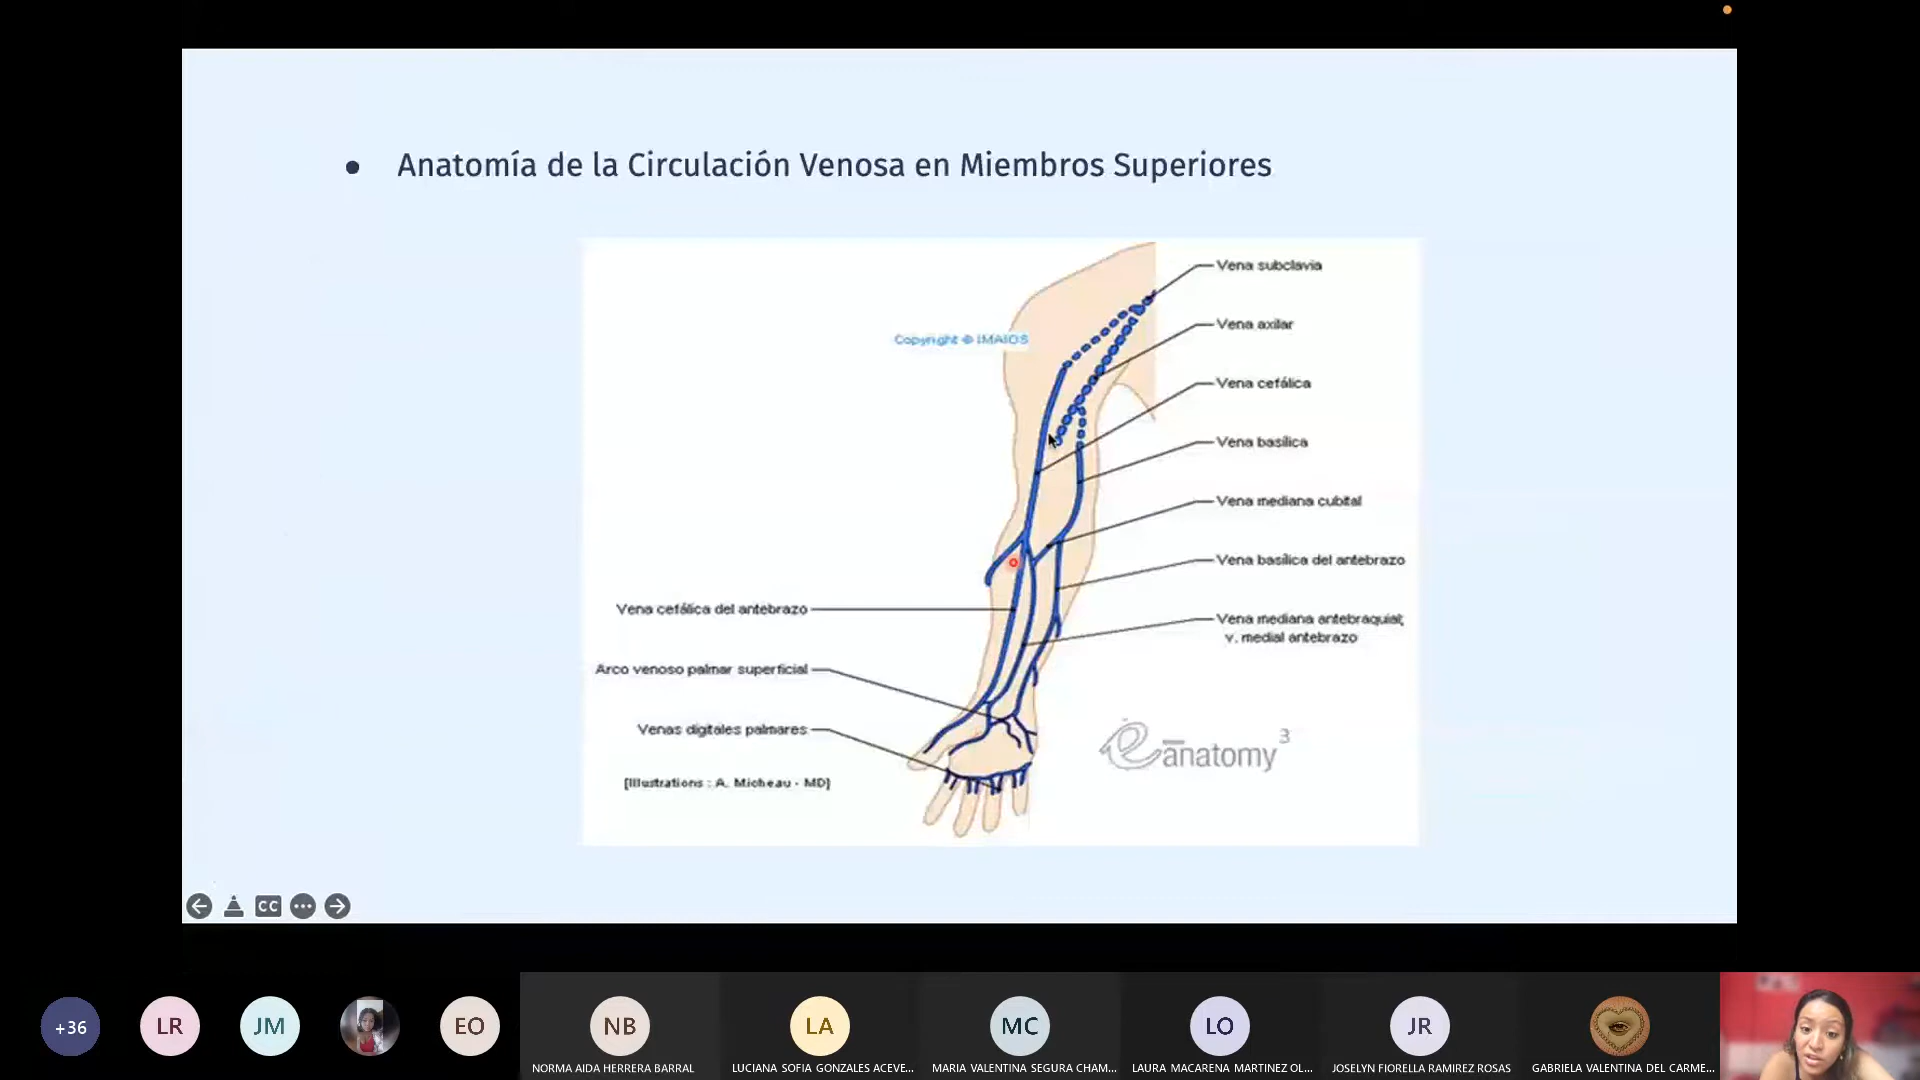 Anatomía de la Circulación Venosa en Miembros Superiores
Vena subclavia
Copyright © IMAIOS
Vena axilar
Vena cefálica
Vena basílica
Vena mediana cubital
Vena basílica del antebrazo
Vena cefálica del antebrazo
Vena mediana antebraquial;
v. medial antebrazo
Arco venoso palmar superficial
Venas digitales palmares
e-anatomy 3
[Illustrations : A. Micheau - MD]
CC
+36
LR
JM
EO
NB
LA
MC
LO
JR
NORMA AIDA HERRERA BARRAL
LUCIANA SOFIA GONZALES ACEVE...
MARIA VALENTINA SEGURA CHAM...
LAURA MACARENA MARTINEZ OL...
JOSELYN FIORELLA RAMIREZ ROSAS
GABRIELA VALENTINA DEL CARME...